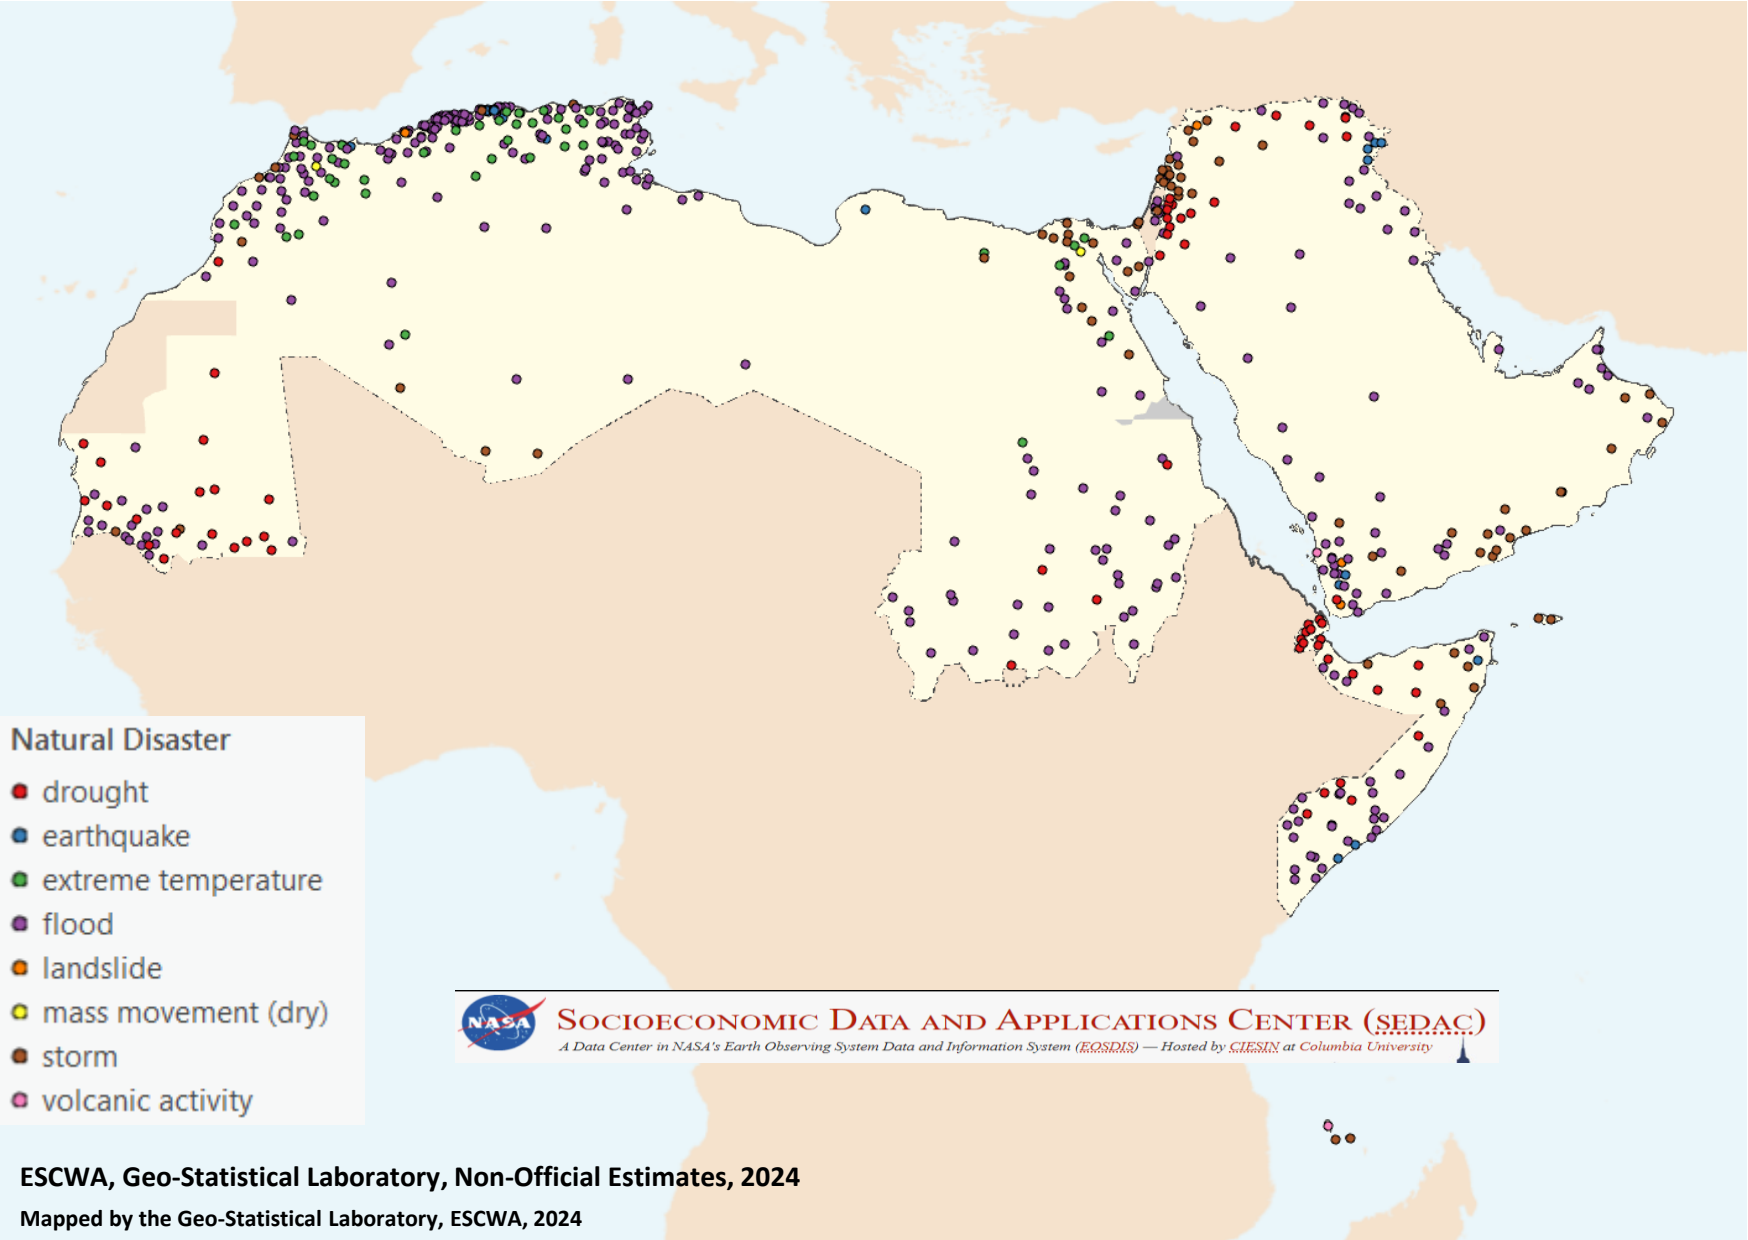 Natural Disaster
drought
earthquake
extreme temperature
flood
landslide
mass movement (dry)
storm
volcanic activity
NASA
SOCIOECONOMIC DATA AND APPLICATIONS CENTER (SEDAC)
A Data Center in NASA's Earth Observing System Data and Information System (EOSDIS) — Hosted by CIESIN at Columbia University
ESCWA, Geo-Statistical Laboratory, Non-Official Estimates, 2024
Mapped by the Geo-Statistical Laboratory, ESCWA, 2024